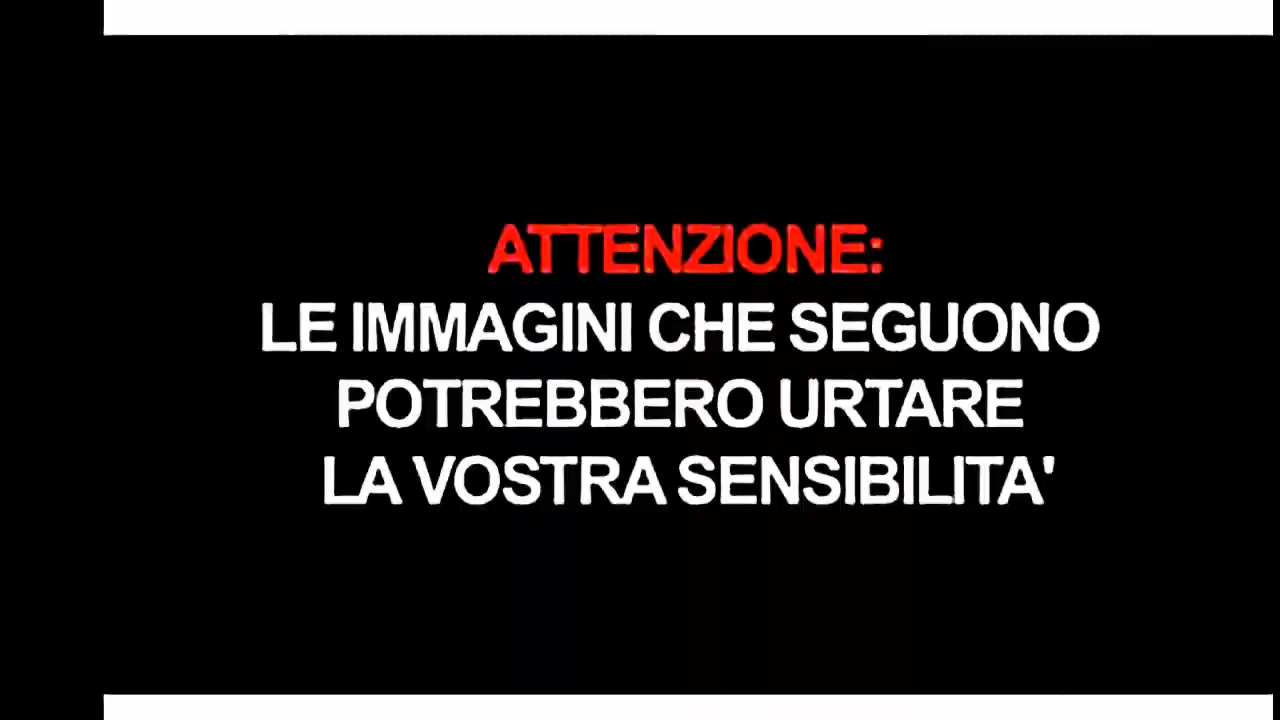 ATTENZIONE:
LE IMMAGINI CHE SEGUONO
POTREBBERO URTARE
LA VOSTRA SENSIBILITA'